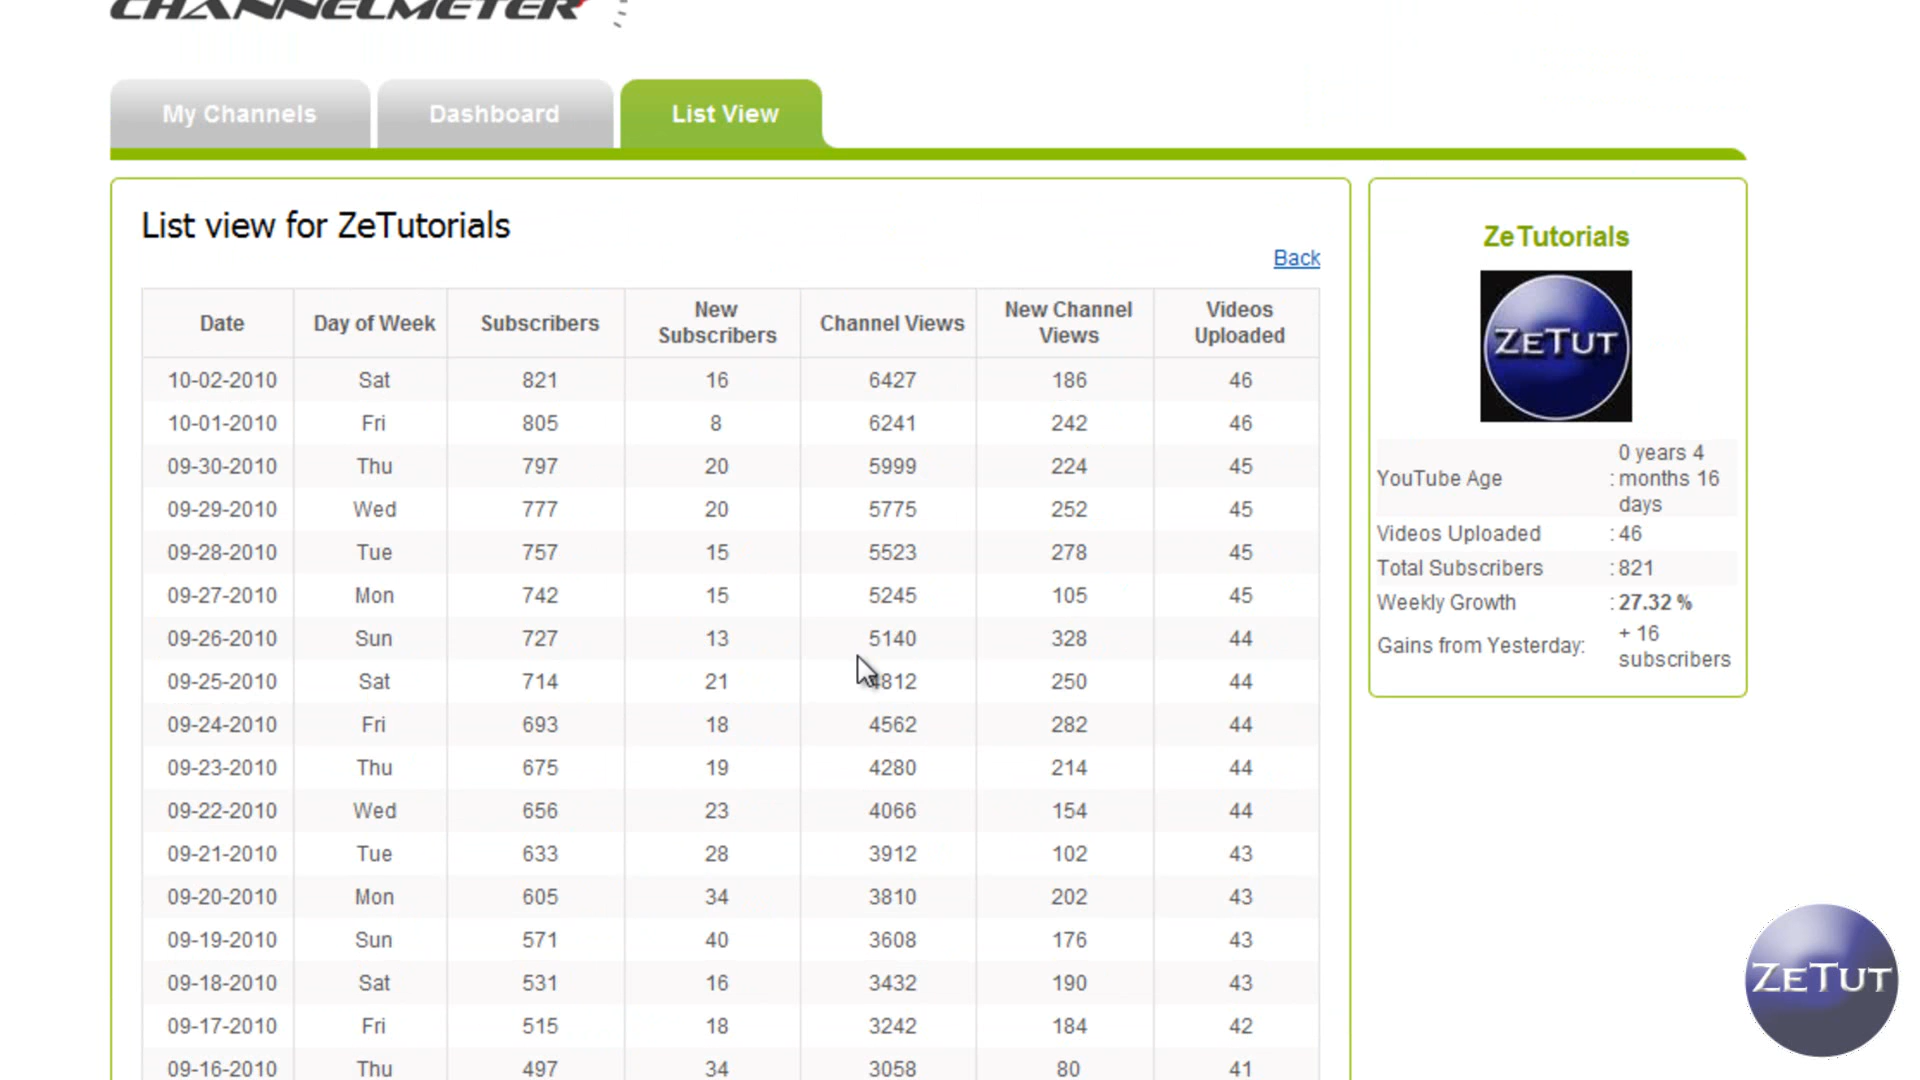 CHANNELMETER
My Channels Dashboard List View
List view for ZeTutorials
Back
Date Day of Week Subscribers New Subscribers Channel Views New Channel Views Videos Uploaded
10-02-2010 Sat 821 16 6427 186 46
10-01-2010 Fri 805 8 6241 242 46
09-30-2010 Thu 797 20 5999 224 45
09-29-2010 Wed 777 20 5775 252 45
09-28-2010 Tue 757 15 5523 278 45
09-27-2010 Mon 742 15 5245 105 45
09-26-2010 Sun 727 13 5140 328 44
09-25-2010 Sat 714 21 4812 250 44
09-24-2010 Fri 693 18 4562 282 44
09-23-2010 Thu 675 19 4280 214 44
09-22-2010 Wed 656 23 4066 154 44
09-21-2010 Tue 633 28 3912 102 43
09-20-2010 Mon 605 34 3810 202 43
09-19-2010 Sun 571 40 3608 176 43
09-18-2010 Sat 531 16 3432 190 43
09-17-2010 Fri 515 18 3242 184 42
09-16-2010 Thu 497 34 3058 80 41
ZeTutorials
ZETUT
YouTube Age : 0 years 4 months 16 days
Videos Uploaded : 46
Total Subscribers : 821
Weekly Growth : 27.32 %
Gains from Yesterday: + 16 subscribers
ZETUT